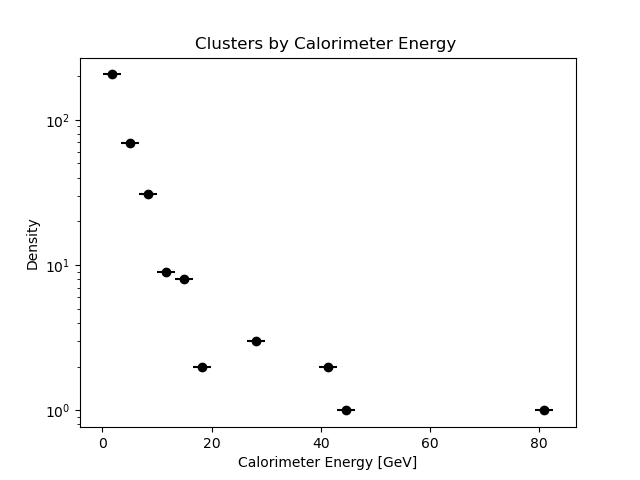 Clusters by Calorimeter Energy
Density
10²
10¹
10⁰
0 20 40 60 80
Calorimeter Energy [GeV]